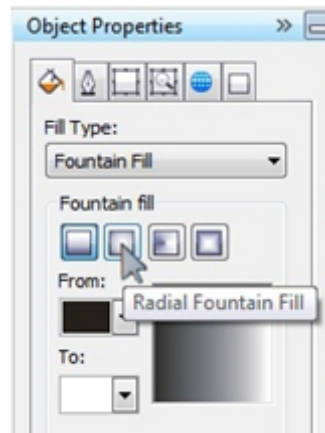 Object Properties
Fill Type:
Fountain Fill
Fountain fill
From:
Radial Fountain Fill
To: